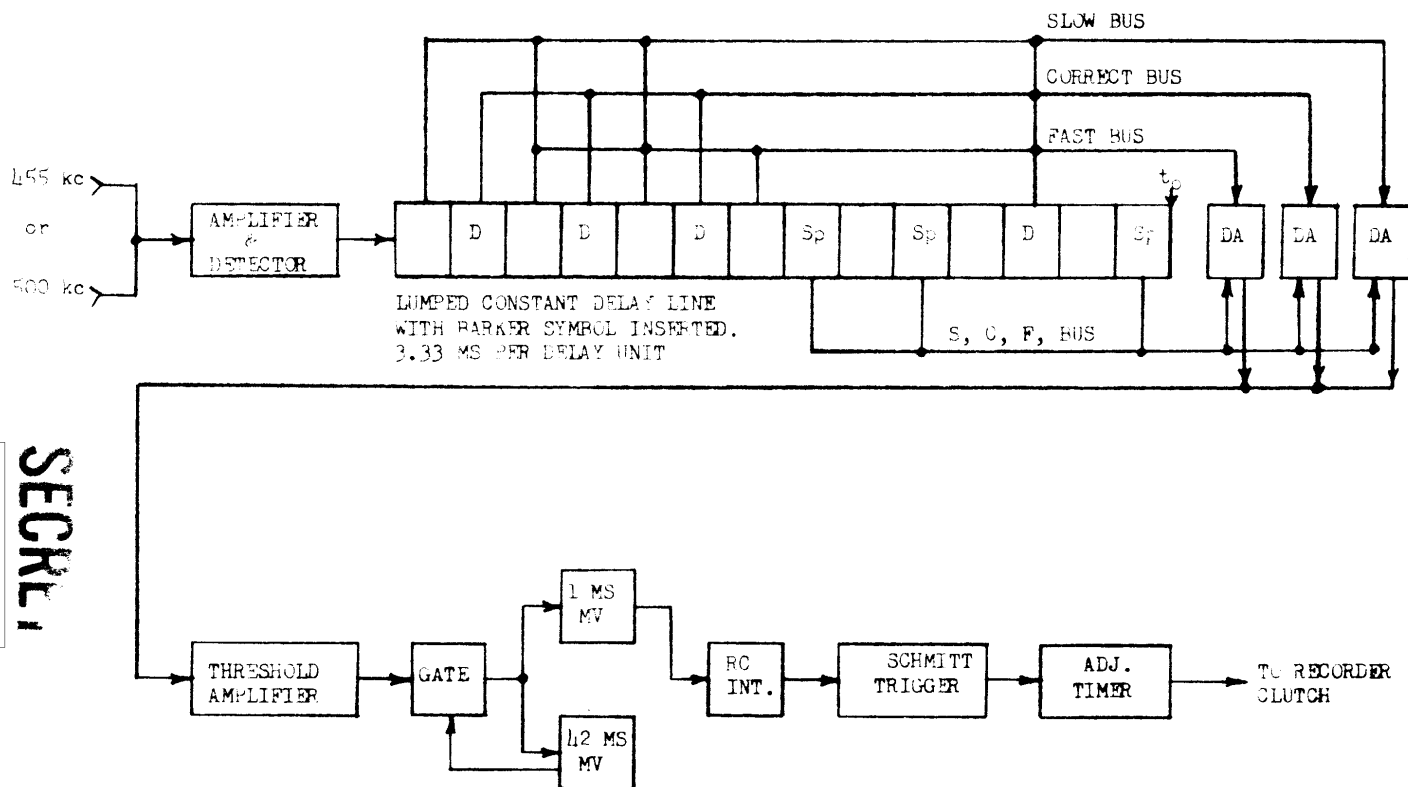 SLOW BUS
CORRECT BUS
FAST BUS
455 kc
or
500 kc
AMPLIFIER
&
DETECTOR
D D D Sp Sp D Sp
DA DA DA
LUMPED CONSTANT DELAY LINE
WITH BARKER SYMBOL INSERTED.
3.33 MS PER DELAY UNIT
S, C, F, BUS
SECRET
1 MS
MV
THRESHOLD
AMPLIFIER
GATE
RC
INT.
SCHMITT
TRIGGER
ADJ.
TIMER
TO RECORDER
CLUTCH
42 MS
MV